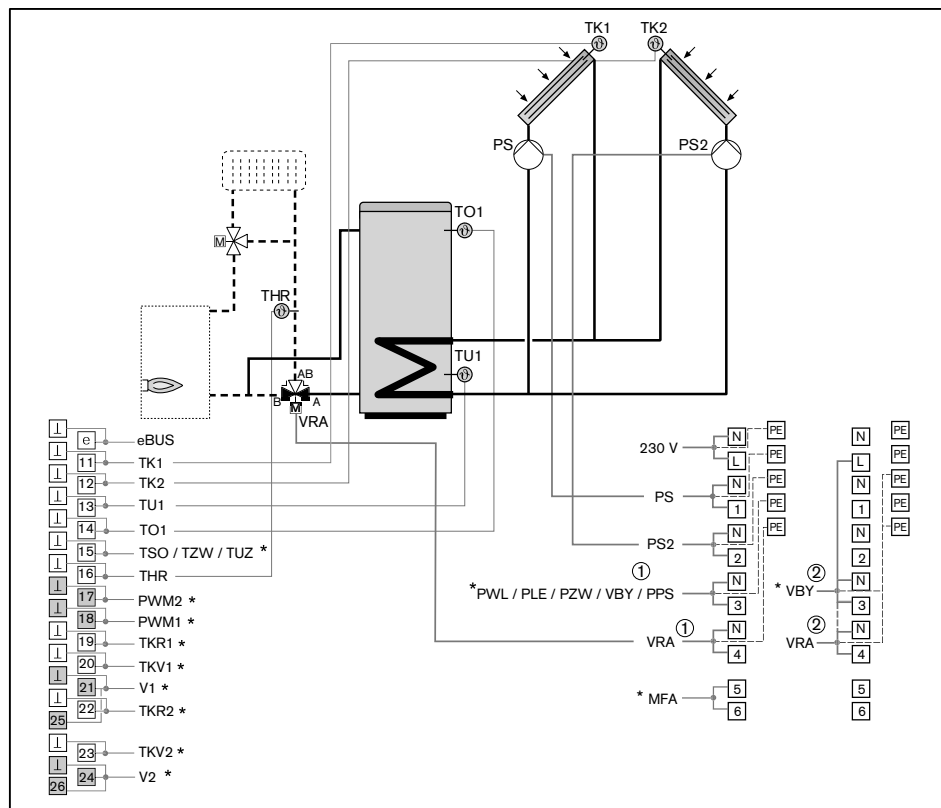 TK1 TK2
PS PS2
TO1
M
THR
TU1
AB
B A
M
VRA
⊥
e eBUS
⊥
11 TK1
⊥
12 TK2
⊥
13 TU1
⊥
14 TO1
⊥
15 TSO / TZW / TUZ *
⊥
16 THR
⊥
17 PWM2 *
⊥
18 PWM1 *
⊥
19 TKR1 *
⊥
20 TKV1 *
⊥
21 V1 *
⊥
22 TKR2 *
25
⊥
23 TKV2 *
⊥
24 V2 *
26
230 V N PE
L PE
PS N PE
1 PE
PS2 N PE
2
①
*PWL / PLE / PZW / VBY / PPS N
3
VRA ① N
4
* MFA 5
6
N PE
L PE
N PE
1 PE
N PE
2
②
* VBY N
3
②
VRA N
4
5
6